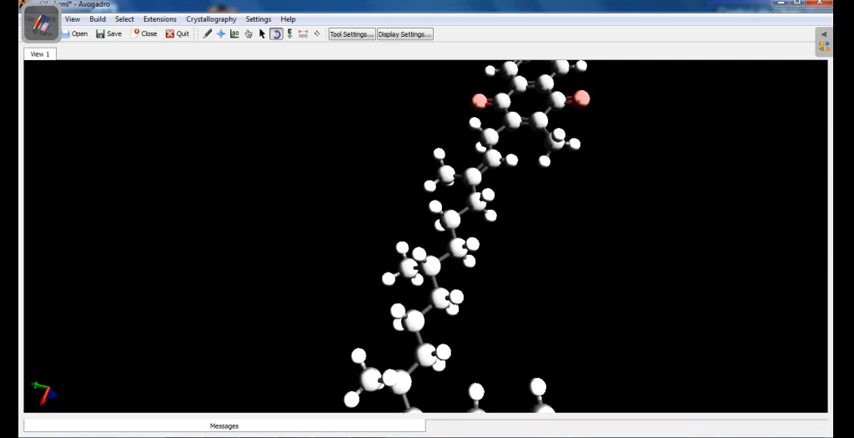 - Avogadro
View Build Select Extensions Crystallography Settings Help
Open Save Close Quit Tool Settings... Display Settings...
View 1
Messages